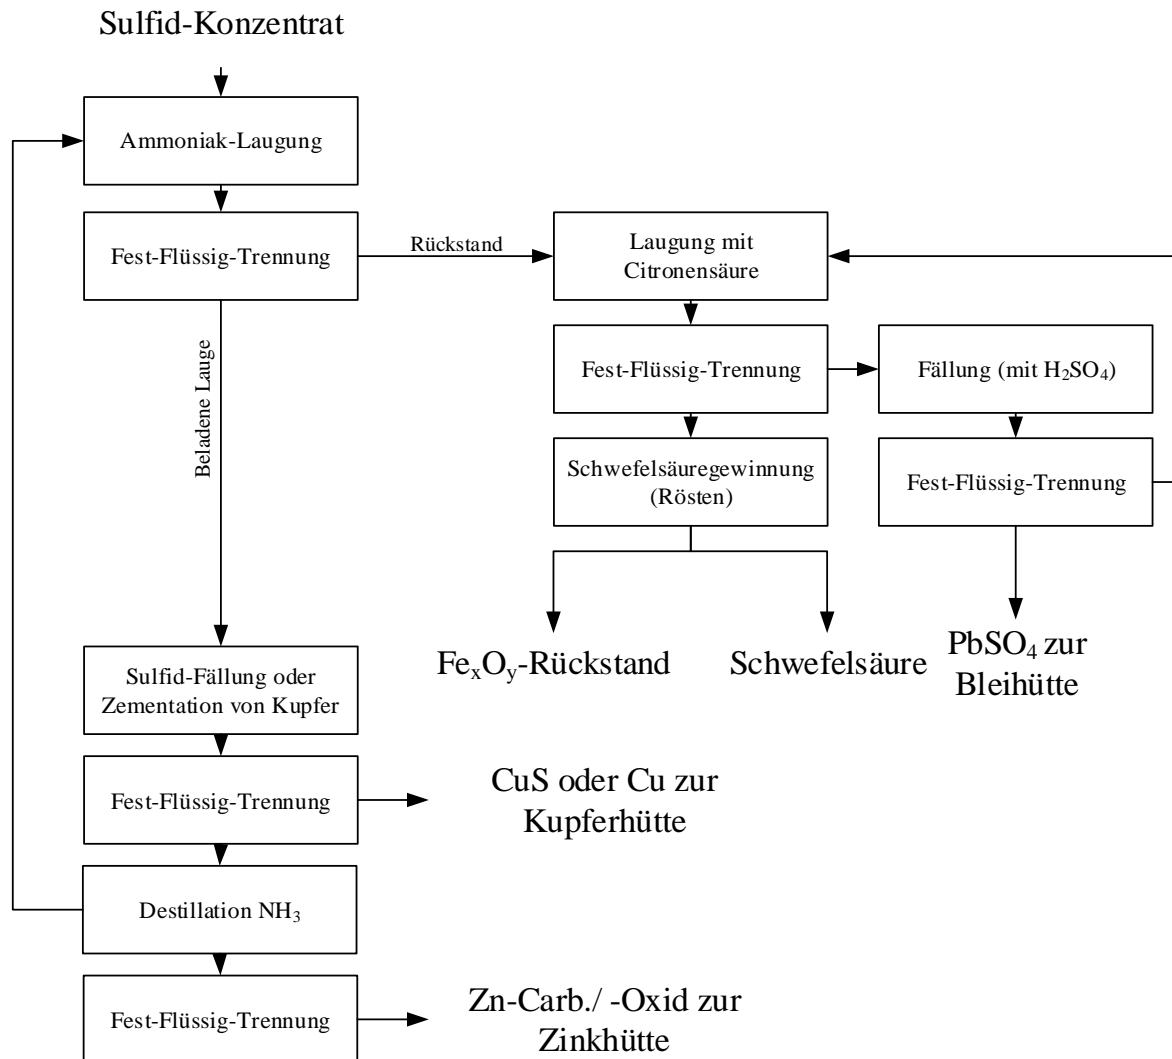 Sulfid-Konzentrat
Ammoniak-Laugung
Fest-Flüssig-Trennung
Rückstand
Laugung mit
Citronensäure
Beladene Lauge
Fest-Flüssig-Trennung
Fällung (mit H₂SO₄)
Schwefelsäuregewinnung
(Rösten)
Fest-Flüssig-Trennung
FeₓOᵧ-Rückstand
Schwefelsäure
PbSO₄ zur
Bleihütte
Sulfid-Fällung oder
Zementation von Kupfer
Fest-Flüssig-Trennung
CuS oder Cu zur
Kupferhütte
Destillation NH₃
Fest-Flüssig-Trennung
Zn-Carb./ -Oxid zur
Zinkhütte